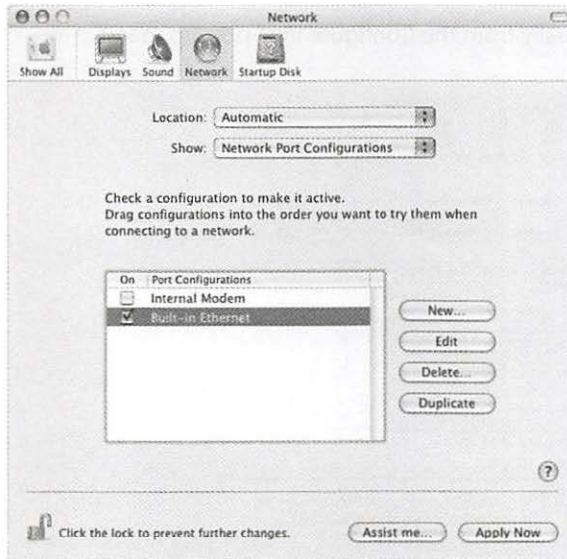 Network
Show All Displays Sound Network Startup Disk
Location: Automatic
Show: Network Port Configurations
Check a configuration to make it active.
Drag configurations into the order you want to try them when
connecting to a network.
On Port Configurations
Internal Modem
Built-in Ethernet
New...
Edit
Delete...
Duplicate
?
Click the lock to prevent further changes.
Assist me...
Apply Now